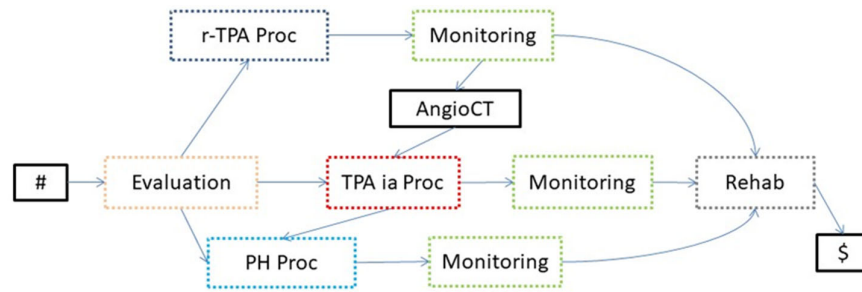 r-TPA Proc
Monitoring
AngioCT
#
Evaluation
TPA ia Proc
Monitoring
Rehab
PH Proc
Monitoring
$